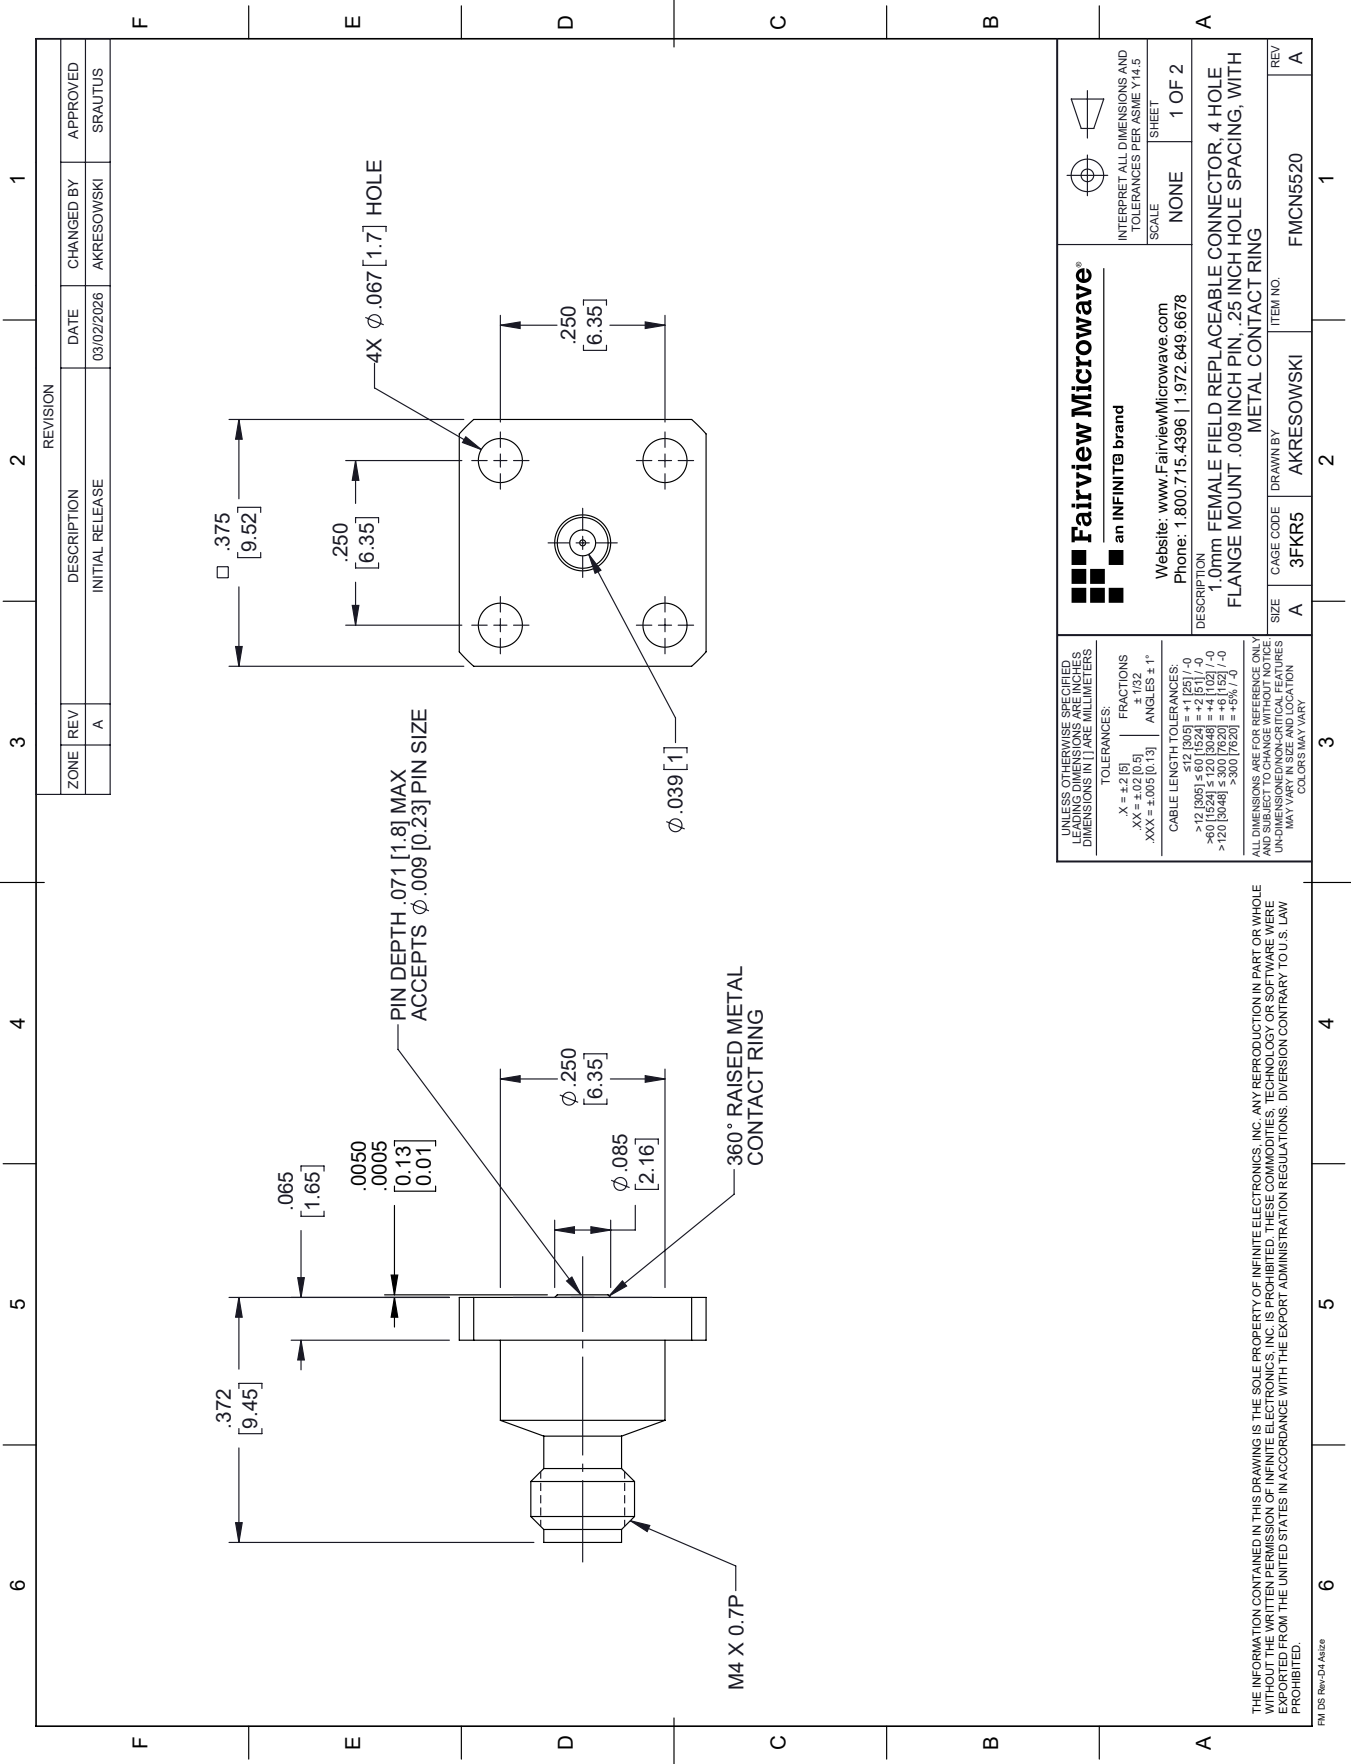 6
5
4
3
2
1
F
E
D
C
B
A
REVISION
ZONE REV DESCRIPTION DATE CHANGED BY APPROVED
A INITIAL RELEASE 03/02/2026 AKRESOWSKI SRAUTUS
.372
[9.45]
.065
[1.65]
.0050
.0005
[0.13]
[0.01]
PIN DEPTH .071 [1.8] MAX
ACCEPTS ⌀.009 [0.23] PIN SIZE
⌀.250
[6.35]
⌀.085
[2.16]
360° RAISED METAL
CONTACT RING
M4 X 0.7P
□ .375
[9.52]
.250
[6.35]
4X ⌀.067 [1.7] HOLE
.250
[6.35]
⌀.039 [1]
THE INFORMATION CONTAINED IN THIS DRAWING IS THE SOLE PROPERTY OF INFINITE ELECTRONICS, INC. ANY REPRODUCTION IN PART OR WHOLE
WITHOUT THE WRITTEN PERMISSION OF INFINITE ELECTRONICS, INC. IS PROHIBITED. THESE COMMODITIES, TECHNOLOGY OR SOFTWARE WERE
EXPORTED FROM THE UNITED STATES IN ACCORDANCE WITH THE EXPORT ADMINISTRATION REGULATIONS. DIVERSION CONTRARY TO U.S. LAW
PROHIBITED.
UNLESS OTHERWISE SPECIFIED
LEADING DIMENSIONS ARE INCHES
DIMENSIONS IN [ ] ARE MILLIMETERS
TOLERANCES:
.X = ±.2 [5]
.XX = ±.02 [0.5]
.XXX = ±.005 [0.13]
FRACTIONS
± 1/32
ANGLES ± 1°
CABLE LENGTH TOLERANCES:
≤12 [305] = +1 [25] / -0
>12 [305] ≤ 60 [1524] = +2 [51] / -0
>60 [1524] ≤ 120 [3048] = +4 [102] / -0
>120 [3048] ≤ 300 [7620] = +6 [152] / -0
>300 [7620] = +5% / -0
ALL DIMENSIONS ARE FOR REFERENCE ONLY
AND SUBJECT TO CHANGE WITHOUT NOTICE.
UN-DIMENSIONED/NON-CRITICAL FEATURES
MAY VARY IN SIZE AND LOCATION
COLORS MAY VARY
Fairview Microwave®
an INFINIT@ brand
Website: www.FairviewMicrowave.com
Phone: 1.800.715.4396 | 1.972.649.6678
INTERPRET ALL DIMENSIONS AND
TOLERANCES PER ASME Y14.5
SCALE
NONE
SHEET
1 OF 2
DESCRIPTION
1.0mm FEMALE FIELD REPLACEABLE CONNECTOR, 4 HOLE
FLANGE MOUNT .009 INCH PIN, .25 INCH HOLE SPACING, WITH
METAL CONTACT RING
SIZE
A
CAGE CODE
3FKR5
DRAWN BY
AKRESOWSKI
ITEM NO.
FMCN5520
REV
A
F
E
D
C
B
A
6
5
4
3
2
1
FM DS Rev-D4 Asize